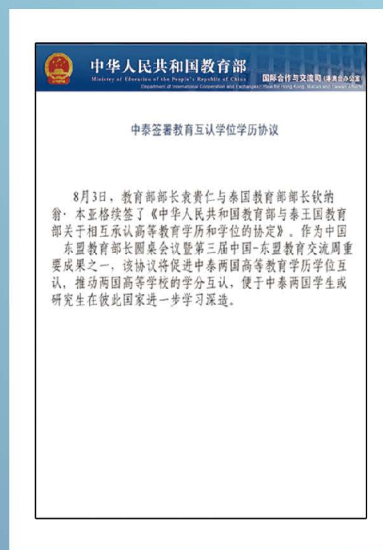 中华人民共和国教育部
Ministry of Education of the People's Republic of China
国际合作与交流司(港澳台办公室)
Department of International Cooperation and Exchanges
中泰签署教育互认学位学历协议
8月3日，教育部部长袁贵仁与泰国教育部部长钦纳
翁·本亚格续签了《中华人民共和国教育部与泰王国教育
部关于相互承认高等教育学历和学位的协定》。作为中国
东盟教育部长圆桌会议暨第三届中国-东盟教育交流周重
要成果之一，该协议将促进中泰两国高等教育学历学位互
认，推动两国高等学校的学分互认，便于中泰两国学生或
研究生在彼此国家进一步学习深造。